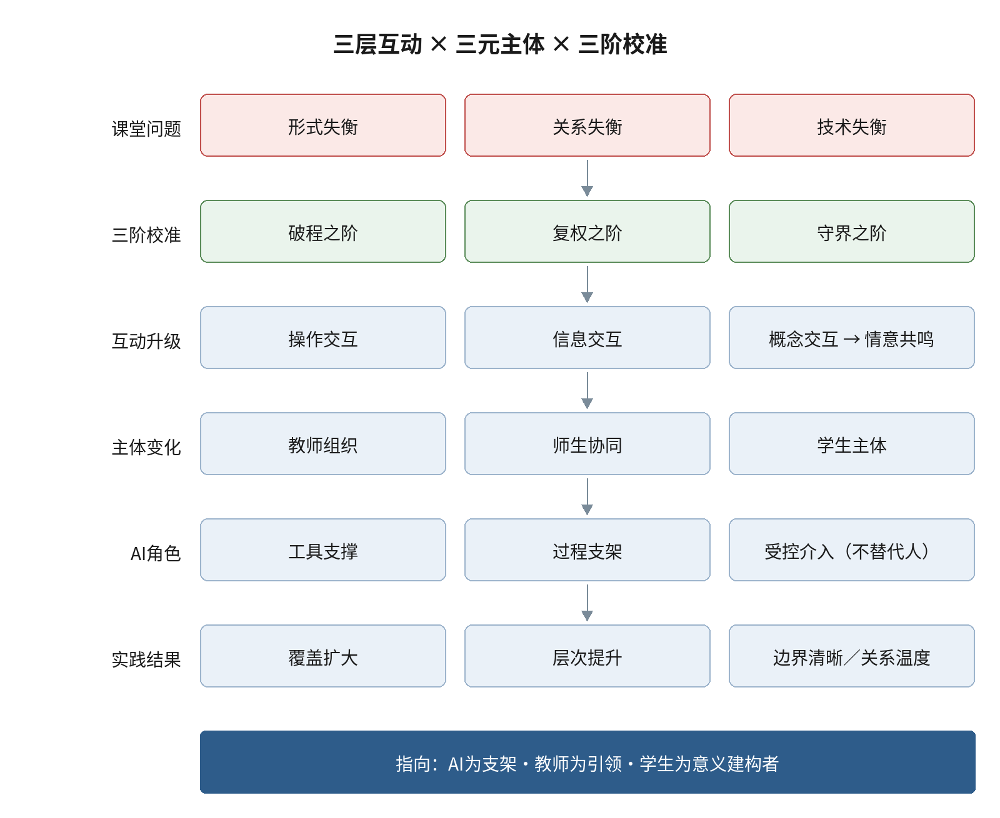 三层互动 × 三元主体 × 三阶校准
课堂问题 形式失衡 关系失衡 技术失衡
三阶校准 破程之阶 复权之阶 守界之阶
互动升级 操作交互 信息交互 概念交互 → 情意共鸣
主体变化 教师组织 师生协同 学生主体
AI角色 工具支撑 过程支架 受控介入（不替代人）
实践结果 覆盖扩大 层次提升 边界清晰／关系温度
指向：AI为支架·教师为引领·学生为意义建构者